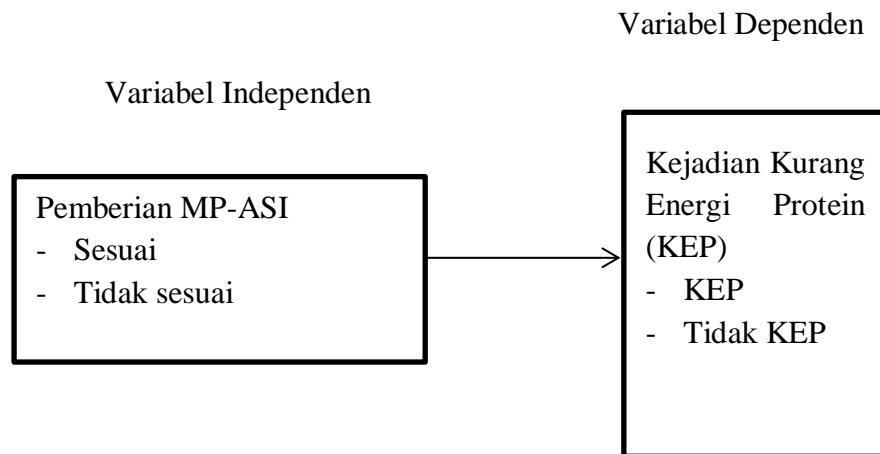 Variabel Dependen
Variabel Independen
Pemberian MP-ASI
- Sesuai
- Tidak sesuai
Kejadian Kurang
Energi Protein
(KEP)
- KEP
- Tidak KEP